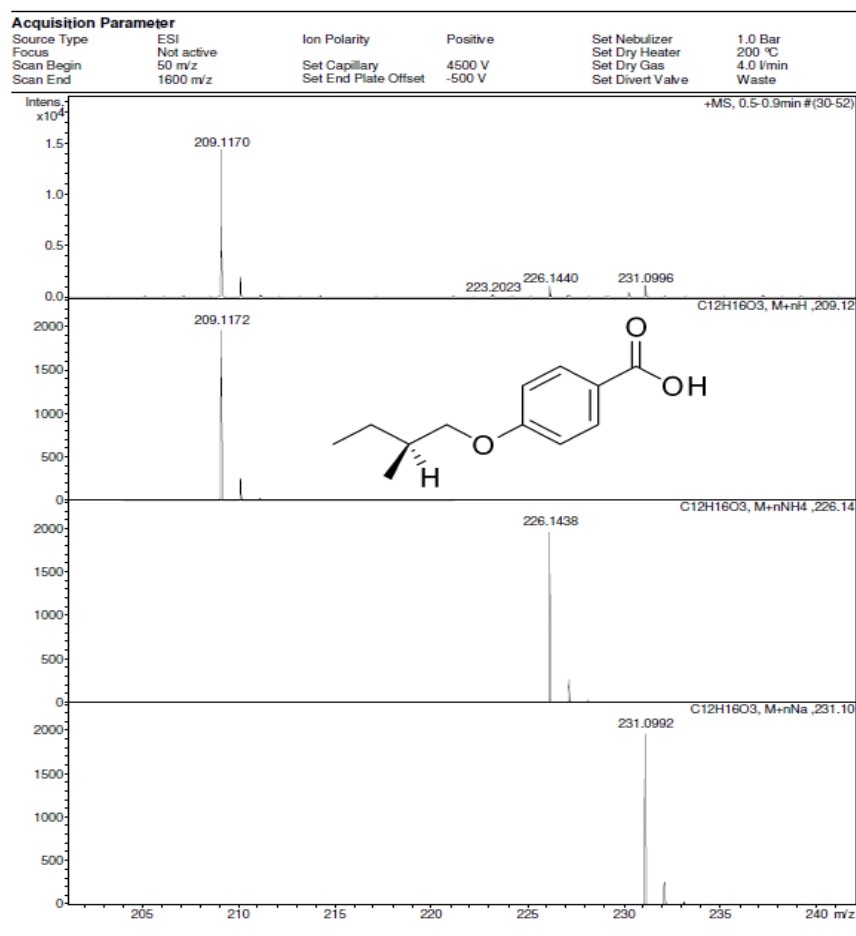 Acquisition Parameter
Source Type ESI Ion Polarity Positive Set Nebulizer 1.0 Bar
Focus Not active Set Dry Heater 200 ºC
Scan Begin 50 m/z Set Capillary 4500 V Set Dry Gas 4.0 l/min
Scan End 1600 m/z Set End Plate Offset -500 V Set Divert Valve Waste
Intens.
x10⁴
+MS, 0.5-0.9min #(30-52)
1.5
209.1170
1.0
0.5
223.2023 226.1440 231.0996
0.0
C12H16O3, M+nH ,209.12
2000
209.1172
1500
1000
500
0
O
OH
O
H
C12H16O3, M+nNH4 ,226.14
2000
226.1438
1500
1000
500
0
C12H16O3, M+nNa ,231.10
2000
231.0992
1500
1000
500
0
205 210 215 220 225 230 235 240 m/z